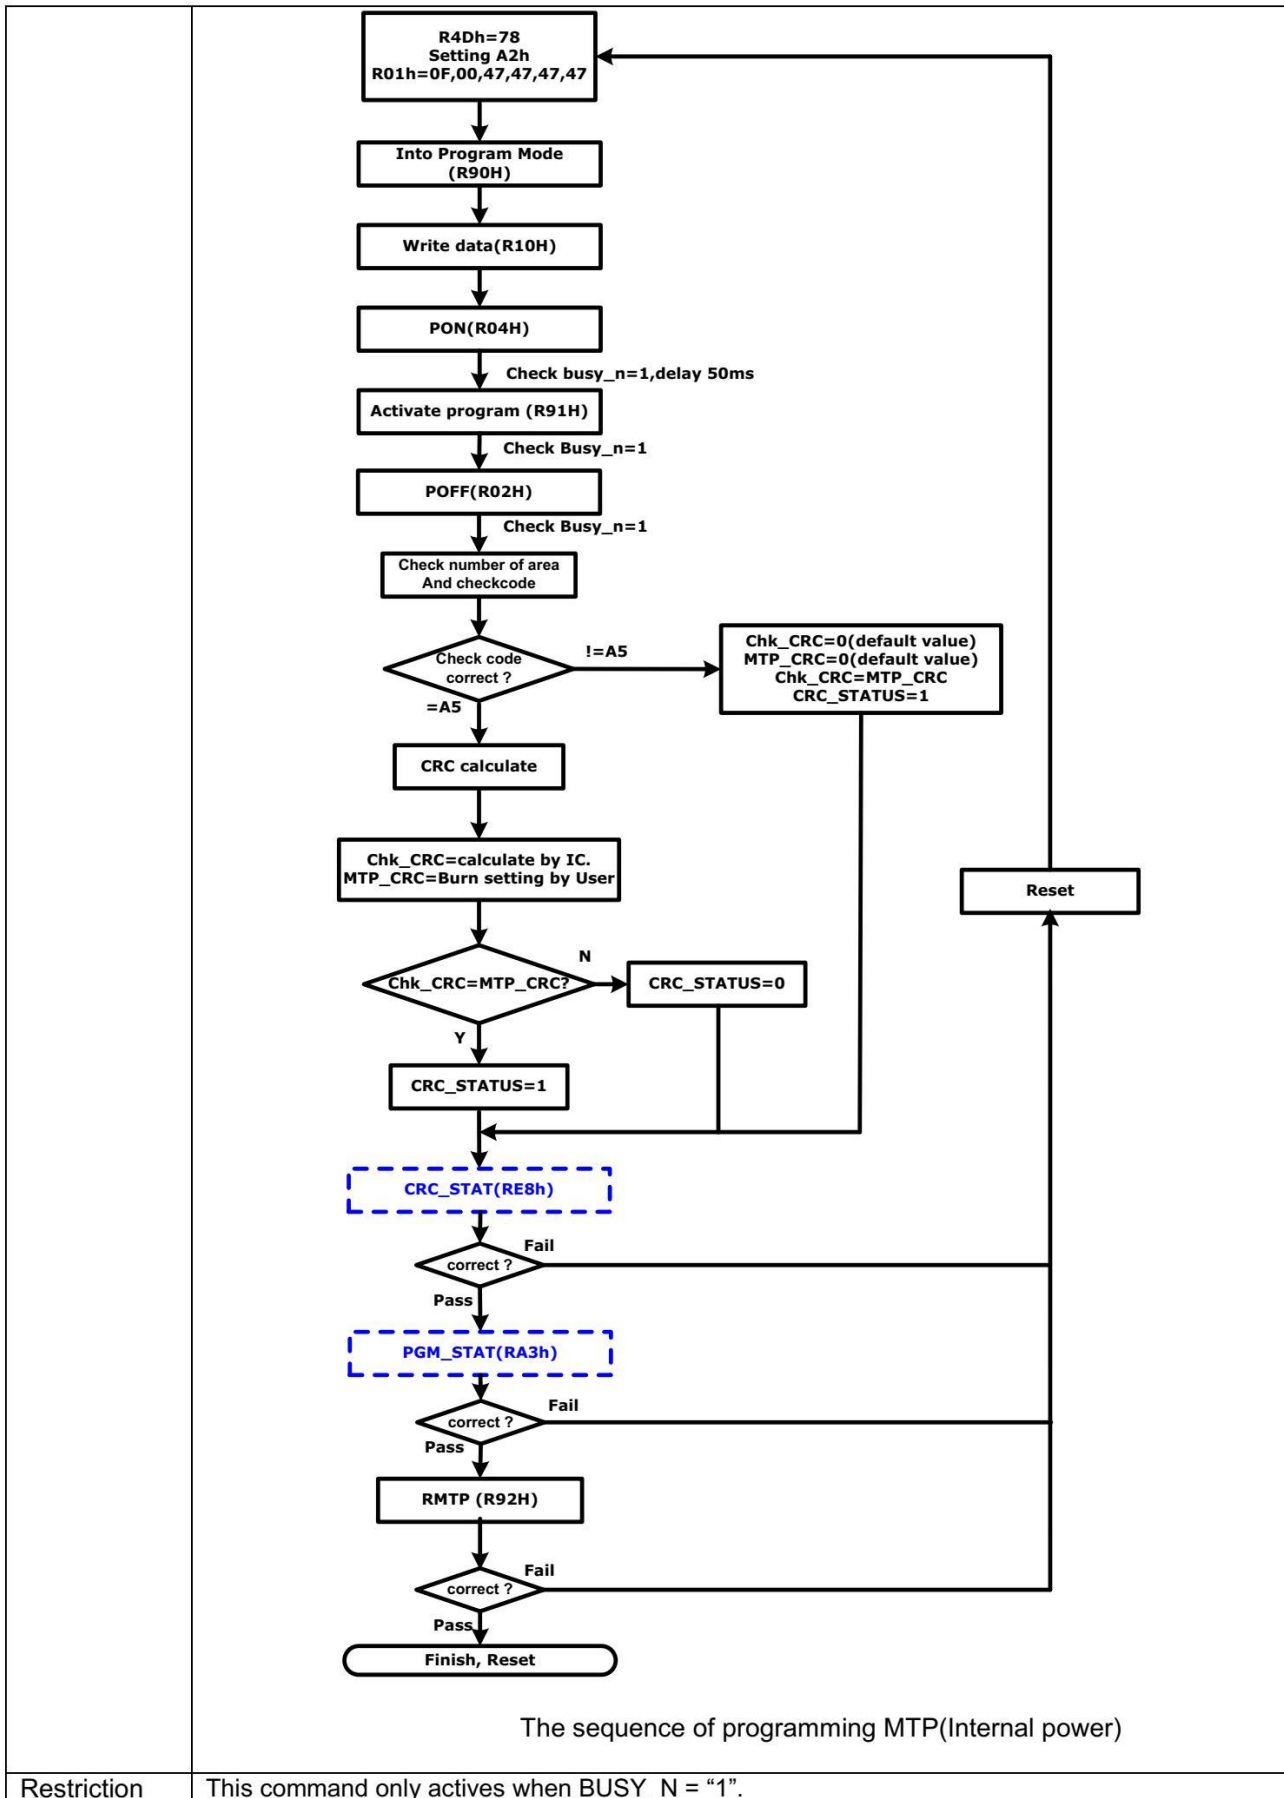 R4Dh=78
Setting A2h
R01h=0F,00,47,47,47,47
Into Program Mode
(R90H)
Write data(R10H)
PON(R04H)
Check busy_n=1,delay 50ms
Activate program (R91H)
Check Busy_n=1
POFF(R02H)
Check Busy_n=1
Check number of area
And checkcode
Check code
correct ?
!=A5
=A5
Chk_CRC=0(default value)
MTP_CRC=0(default value)
Chk_CRC=MTP_CRC
CRC_STATUS=1
CRC calculate
Chk_CRC=calculate by IC.
MTP_CRC=Burn setting by User
Reset
Chk_CRC=MTP_CRC?
N
CRC_STATUS=0
Y
CRC_STATUS=1
CRC_STAT(RE8h)
correct ?
Fail
Pass
PGM_STAT(RA3h)
correct ?
Fail
Pass
RMTP (R92H)
correct ?
Fail
Pass
Finish, Reset
The sequence of programming MTP(Internal power)
Restriction
This command only actives when BUSY_N = “1”.